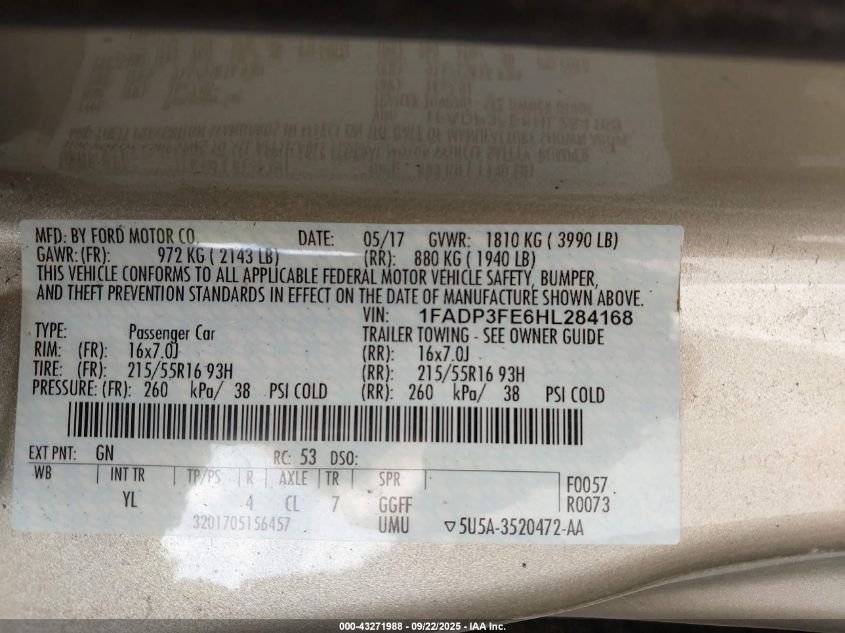 MFD: BY FORD MOTOR CO. DATE: 05/17 GVWR: 1810 KG ( 3990 LB)
GAWR:(FR): 972 KG ( 2143 LB) (RR): 880 KG ( 1940 LB)
THIS VEHICLE CONFORMS TO ALL APPLICABLE FEDERAL MOTOR VEHICLE SAFETY, BUMPER,
AND THEFT PREVENTION STANDARDS IN EFFECT ON THE DATE OF MANUFACTURE SHOWN ABOVE.
VIN: 1FADP3FE6HL284168
TYPE: Passenger Car TRAILER TOWING - SEE OWNER GUIDE
RIM: (FR): 16x7.0J (RR): 16x7.0J
TIRE: (FR): 215/55R16 93H (RR): 215/55R16 93H
PRESSURE: (FR): 260 kPa/ 38 PSI COLD (RR): 260 kPa/ 38 PSI COLD
EXT PNT: GN RC: 53 DSO:
WB INT TR TP/PS R AXLE TR SPR F0057
YL 4 CL 7 GGFF R0073
3201705156457 UMU ▽5U5A-3520472-AA
000-43271988 - 09/22/2025 - IAA Inc.